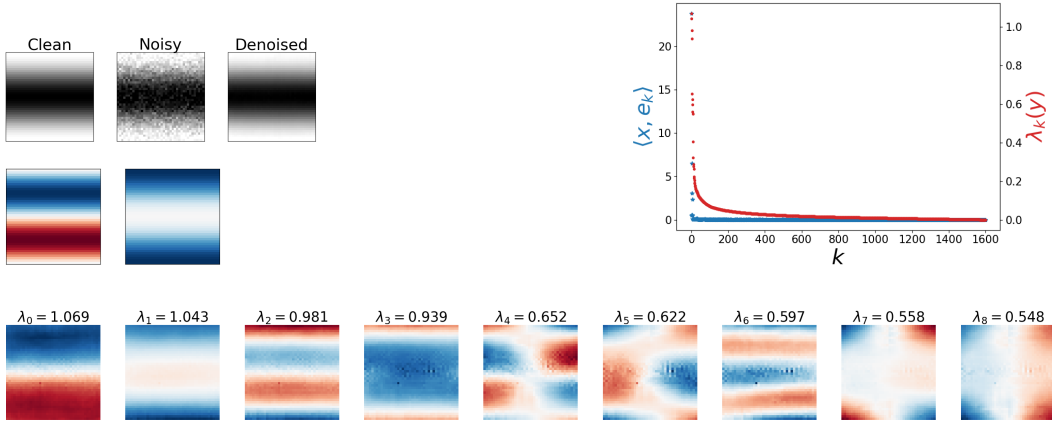 Clean Noisy Denoised
20
15
10
5
0
⟨x, e_k⟩
1.0
0.8
0.6
0.4
0.2
0.0
λ_k(y)
0 200 400 600 800 1000 1200 1400 1600
k
λ_0 = 1.069 λ_1 = 1.043 λ_2 = 0.981 λ_3 = 0.939 λ_4 = 0.652 λ_5 = 0.622 λ_6 = 0.597 λ_7 = 0.558 λ_8 = 0.548